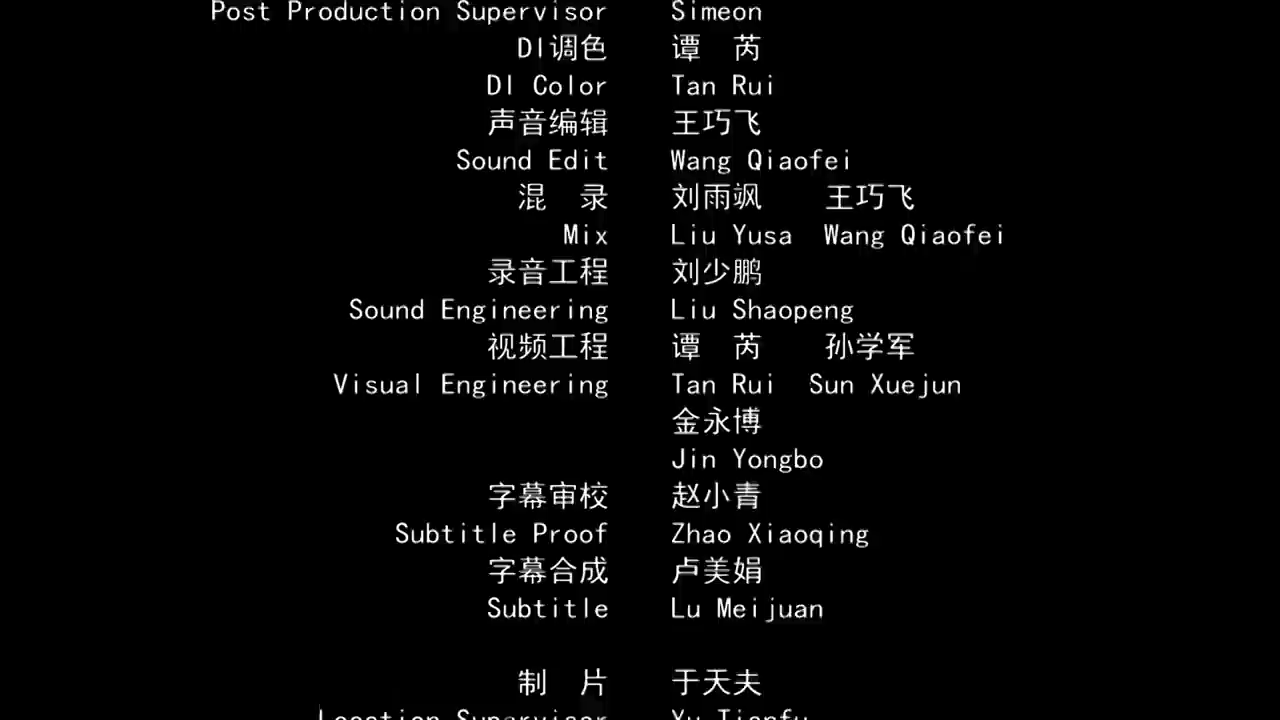 Post Production Supervisor Simeon
DI调色 谭 芮
DI Color Tan Rui
声音编辑 王巧飞
Sound Edit Wang Qiaofei
混 录 刘雨飒 王巧飞
Mix Liu Yusa Wang Qiaofei
录音工程 刘少鹏
Sound Engineering Liu Shaopeng
视频工程 谭 芮 孙学军
Visual Engineering Tan Rui Sun Xuejun
金永博
Jin Yongbo
字幕审校 赵小青
Subtitle Proof Zhao Xiaoqing
字幕合成 卢美娟
Subtitle Lu Meijuan
制 片 于天夫
Location Supervisor Yu Tianfu